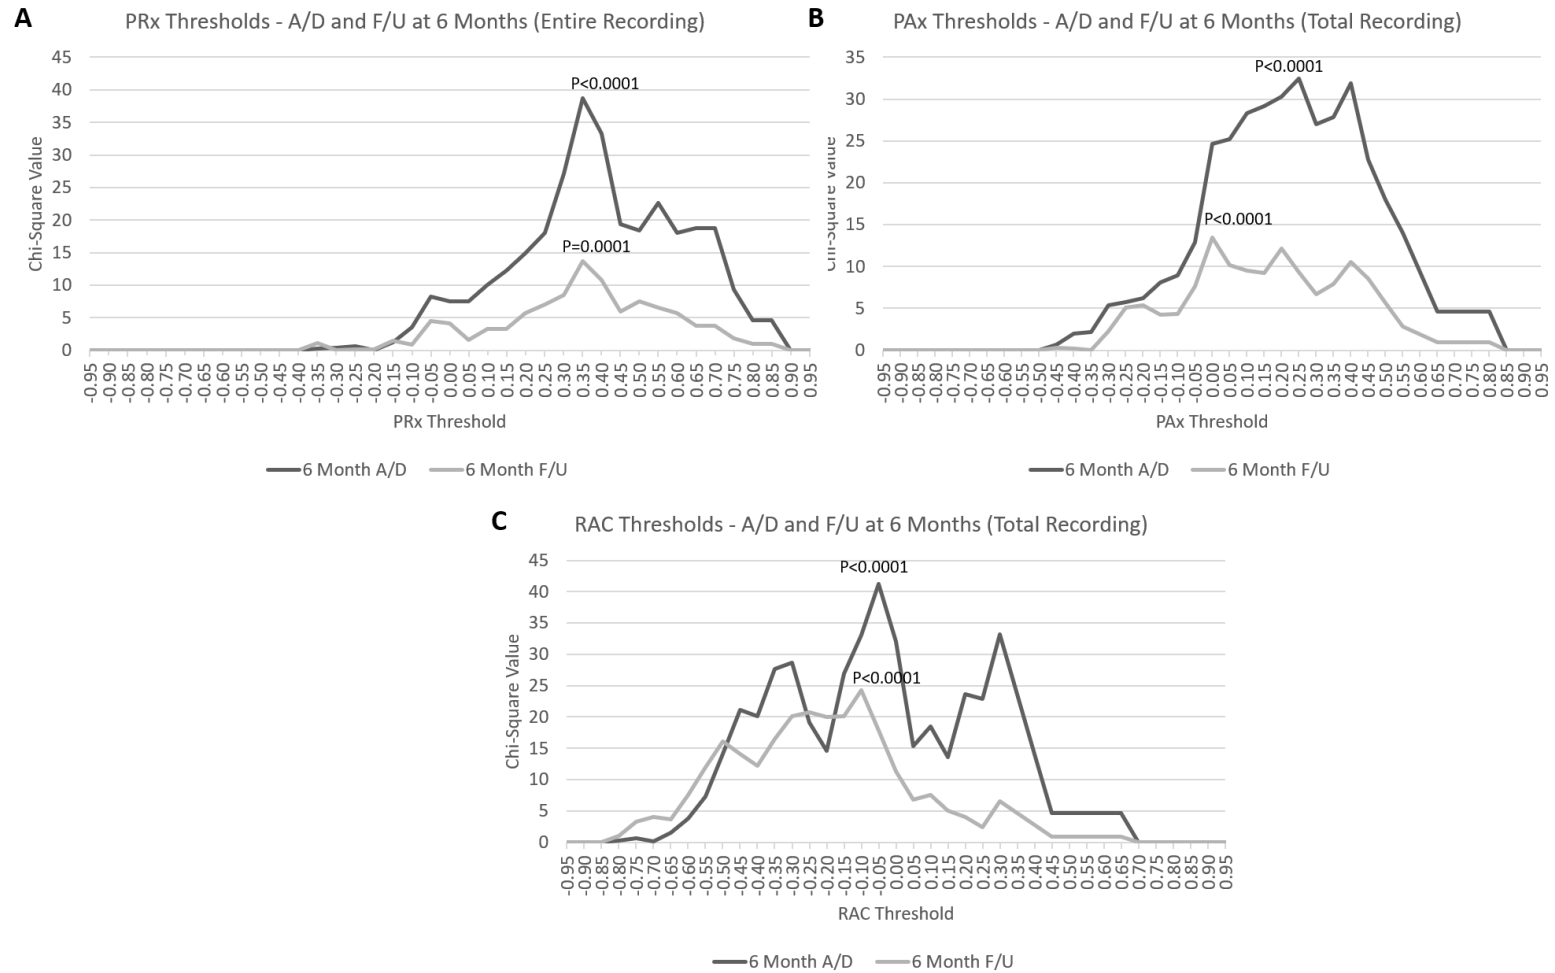 A
PRx Thresholds - A/D and F/U at 6 Months (Entire Recording)
45
40
35
30
25
20
15
10
5
0
Chi-Square Value
P<0.0001
P=0.0001
-0.95 -0.90 -0.85 -0.80 -0.75 -0.70 -0.65 -0.60 -0.55 -0.50 -0.45 -0.40 -0.35 -0.30 -0.25 -0.20 -0.15 -0.10 -0.05 0.00 0.05 0.10 0.15 0.20 0.25 0.30 0.35 0.40 0.45 0.50 0.55 0.60 0.65 0.70 0.75 0.80 0.85 0.90 0.95
PRx Threshold
6 Month A/D 6 Month F/U
B
PAx Thresholds - A/D and F/U at 6 Months (Total Recording)
35
30
25
20
15
10
5
0
Chi-Square Value
P<0.0001
P<0.0001
-0.95 -0.90 -0.85 -0.80 -0.75 -0.70 -0.65 -0.60 -0.55 -0.50 -0.45 -0.40 -0.35 -0.30 -0.25 -0.20 -0.15 -0.10 -0.05 0.00 0.05 0.10 0.15 0.20 0.25 0.30 0.35 0.40 0.45 0.50 0.55 0.60 0.65 0.70 0.75 0.80 0.85 0.90 0.95
PAx Threshold
6 Month A/D 6 Month F/U
C
RAC Thresholds - A/D and F/U at 6 Months (Total Recording)
45
40
35
30
25
20
15
10
5
0
Chi-Square Value
P<0.0001
P<0.0001
-0.95 -0.90 -0.85 -0.80 -0.75 -0.70 -0.65 -0.60 -0.55 -0.50 -0.45 -0.40 -0.35 -0.30 -0.25 -0.20 -0.15 -0.10 -0.05 0.00 0.05 0.10 0.15 0.20 0.25 0.30 0.35 0.40 0.45 0.50 0.55 0.60 0.65 0.70 0.75 0.80 0.85 0.90 0.95
RAC Threshold
6 Month A/D 6 Month F/U